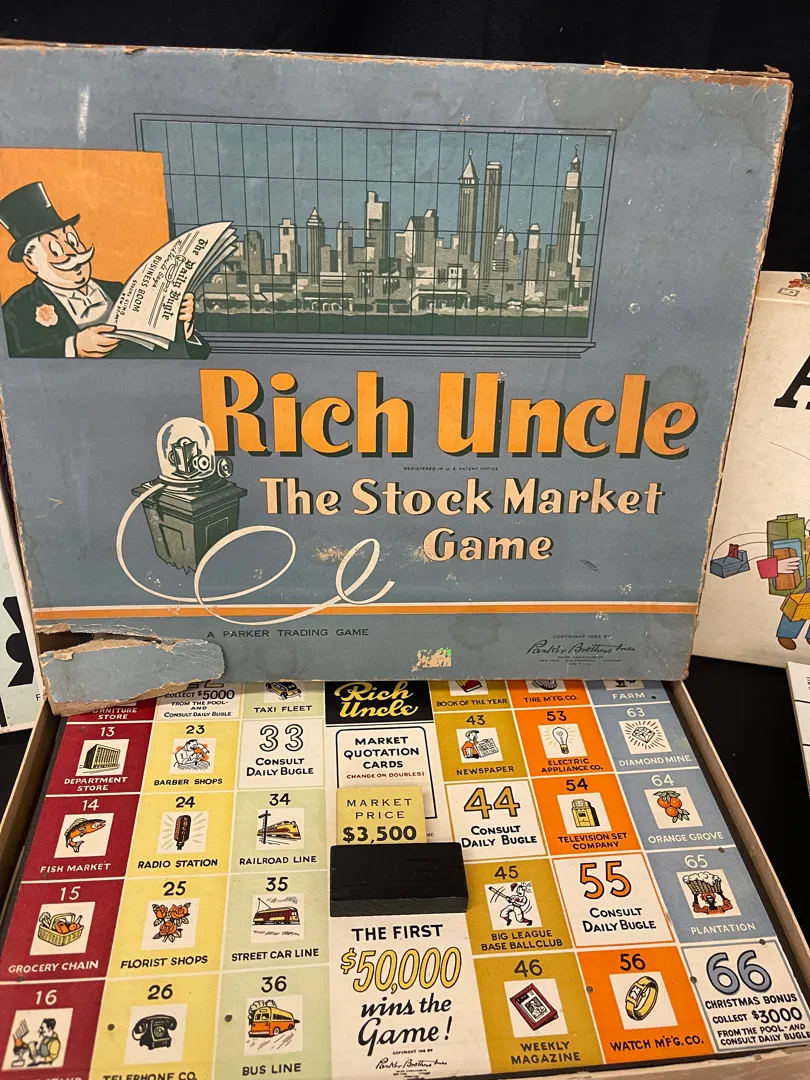 The Daily Bugle
BUSINESS BOOM
Rich Uncle
REGISTERED IN U. S. PATENT OFFICE
The Stock Market
Game
A PARKER TRADING GAME
COPYRIGHT 1955 BY
Parker Brothers Inc.
FURNITURE
STORE
COLLECT $5000
FROM THE POOL-
AND
CONSULT DAILY BUGLE
TAXI FLEET
Rich
Uncle
BOOK OF THE YEAR
TIRE M'F'G. CO.
FARM
13
DEPARTMENT
STORE
23
BARBER SHOPS
33
CONSULT
DAILY BUGLE
MARKET
QUOTATION
CARDS
CHANGE ON DOUBLES!
43
NEWSPAPER
53
ELECTRIC
APPLIANCE CO.
63
DIAMOND MINE
14
FISH MARKET
24
RADIO STATION
34
RAILROAD LINE
MARKET
PRICE
$3,500
44
CONSULT
DAILY BUGLE
54
TELEVISION SET
COMPANY
64
ORANGE GROVE
15
GROCERY CHAIN
25
FLORIST SHOPS
35
STREET CAR LINE
45
BIG LEAGUE
BASE BALL CLUB
55
CONSULT
DAILY BUGLE
65
PLANTATION
16
26
TELEPHONE CO.
36
BUS LINE
THE FIRST
$50,000
wins the
Game!
Parker Brothers Inc.
46
WEEKLY
MAGAZINE
56
WATCH M'F'G. CO.
66
CHRISTMAS BONUS
COLLECT $3000
FROM THE POOL-AND
CONSULT DAILY BUGLE